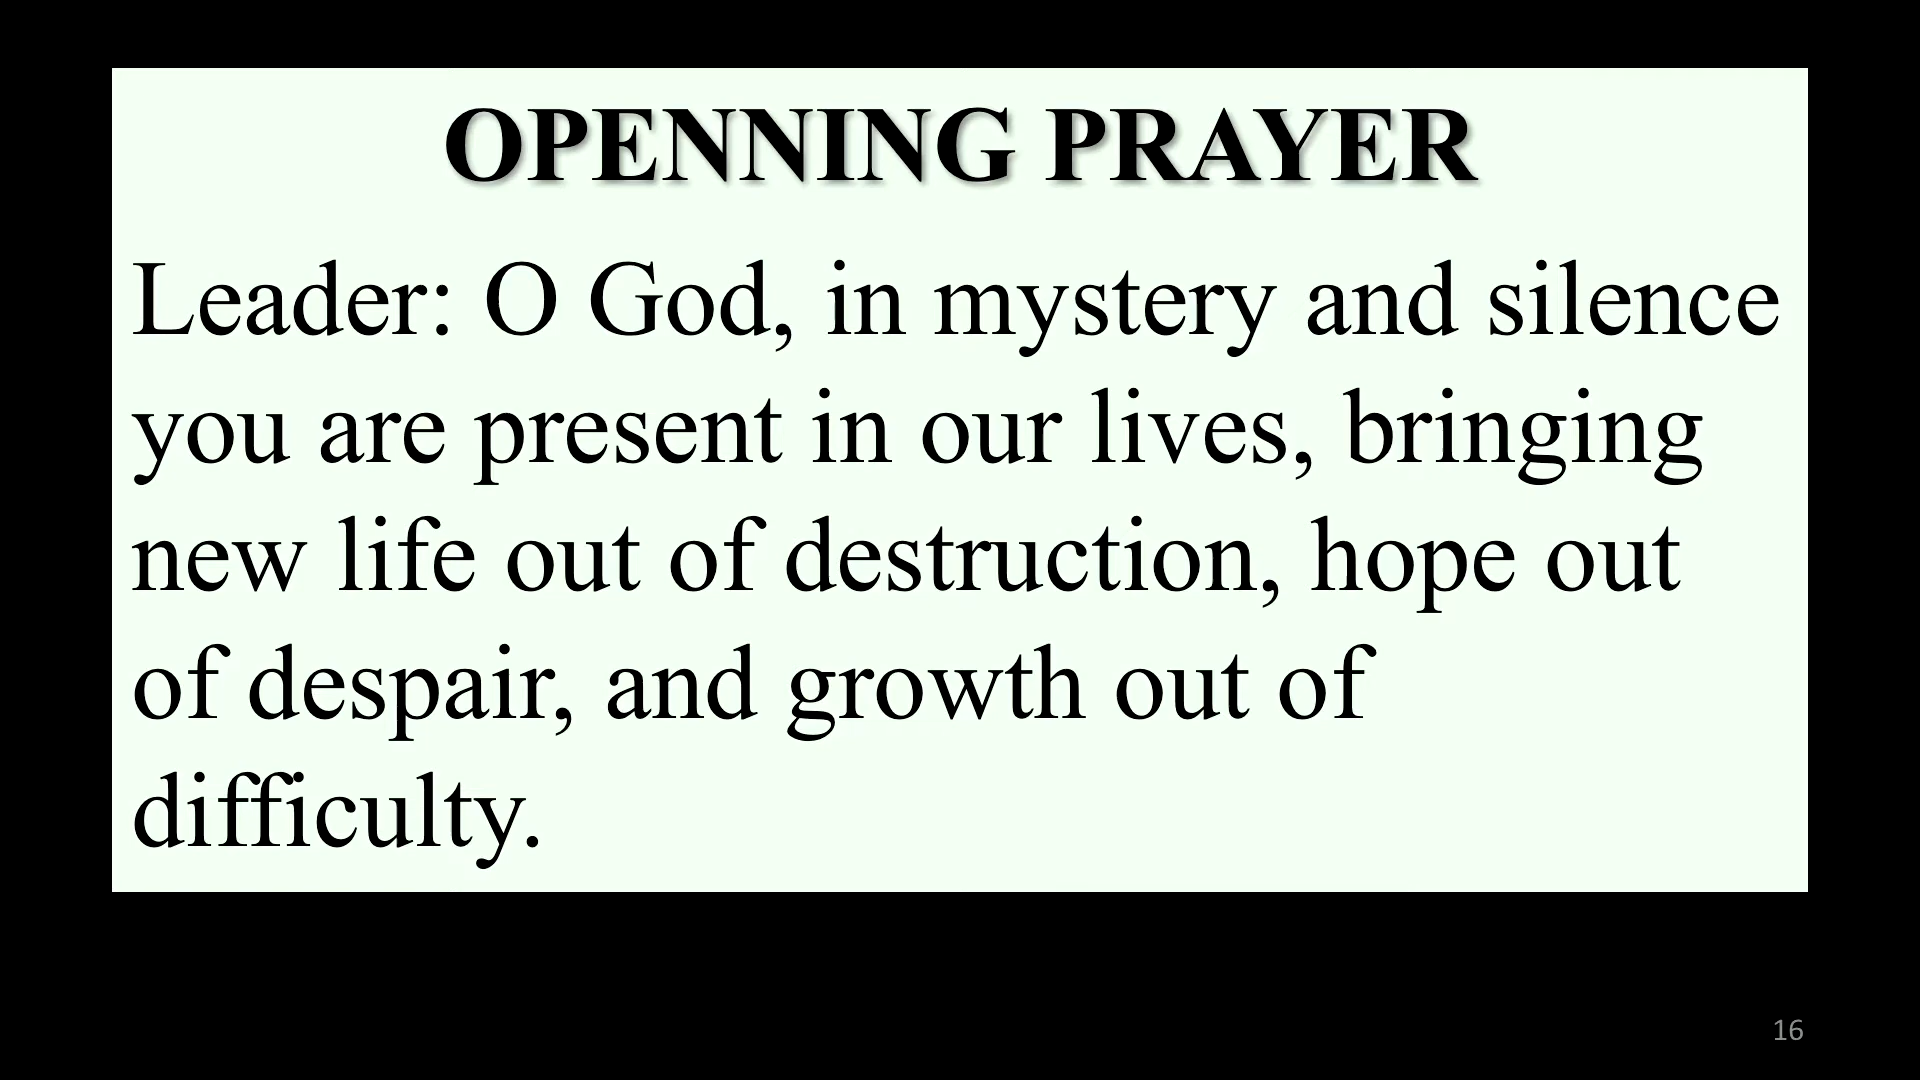 OPENNING PRAYER
Leader: O God, in mystery and silence
you are present in our lives, bringing
new life out of destruction, hope out
of despair, and growth out of
difficulty.
16